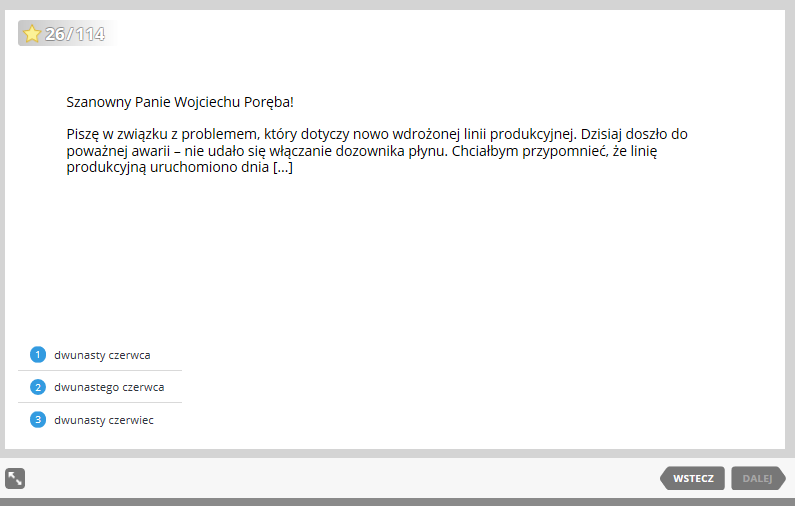 26/114
Szanowny Panie Wojciechu Poręba!
Piszę w związku z problemem, który dotyczy nowo wdrożonej linii produkcyjnej. Dzisiaj doszło do
poważnej awarii – nie udało się włączanie dozownika płynu. Chciałbym przypomnieć, że linię
produkcyjną uruchomiono dnia [...]
1 dwunasty czerwca
2 dwunastego czerwca
3 dwunasty czerwiec
WSTECZ DALEJ